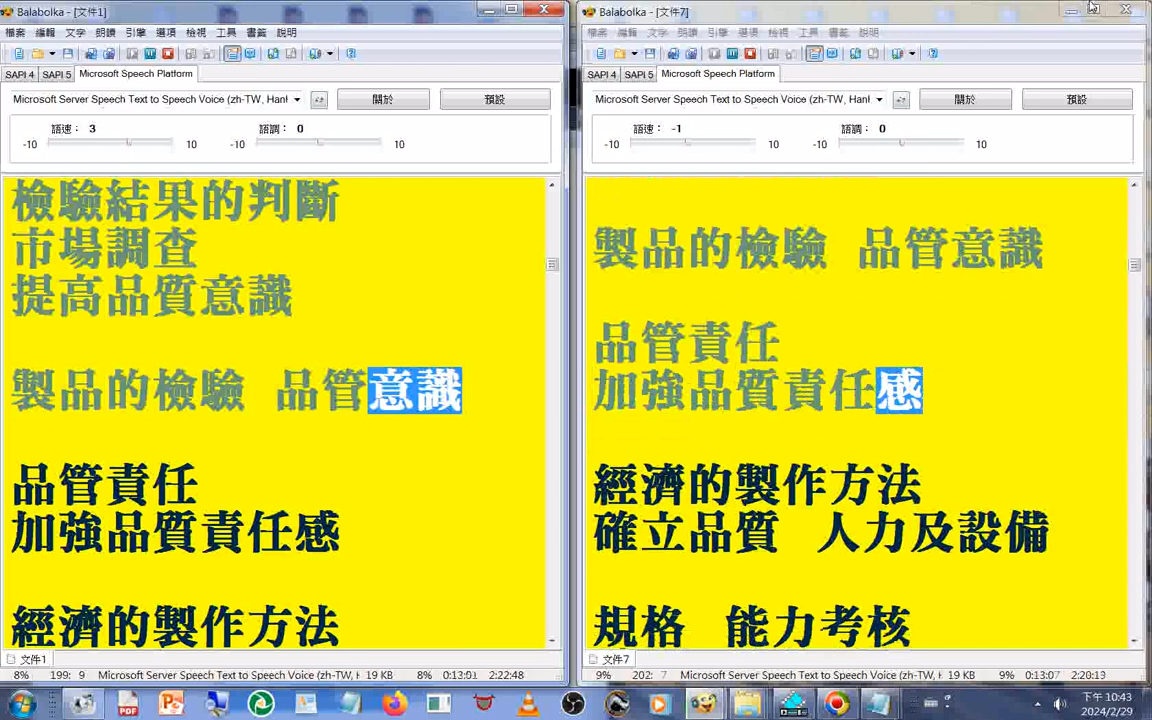 Balabolka - [文件1]
檔案 編輯 文字 朗讀 引擎 選項 檢視 工具 書籤 說明
SAPI 4 SAPI 5 Microsoft Speech Platform
Microsoft Server Speech Text to Speech Voice (zh-TW, Hanl 關於 預設
語速： 3 語調： 0
-10 10 -10 10
檢驗結果的判斷
市場調查
提高品質意識
製品的檢驗 品管意識
品管責任
加強品質責任感
經濟的製作方法
文件1
8% 199: 9 Microsoft Server Speech Text to Speech Voice (zh-TW, H 19 KB 8% 0:13:01 2:22:48
Balabolka - [文件7]
檔案 編輯 文字 朗讀 引擎 選項 檢視 工具 書籤 說明
SAPI 4 SAPI 5 Microsoft Speech Platform
Microsoft Server Speech Text to Speech Voice (zh-TW, Hanl 關於 預設
語速： -1 語調： 0
-10 10 -10 10
製品的檢驗 品管意識
品管責任
加強品質責任感
經濟的製作方法
確立品質 人力及設備
規格 能力考核
文件7
9% 202: 7 Microsoft Server Speech Text to Speech Voice (zh-TW, H 19 KB 9% 0:13:07 2:20:19
下午 10:43
2024/2/29